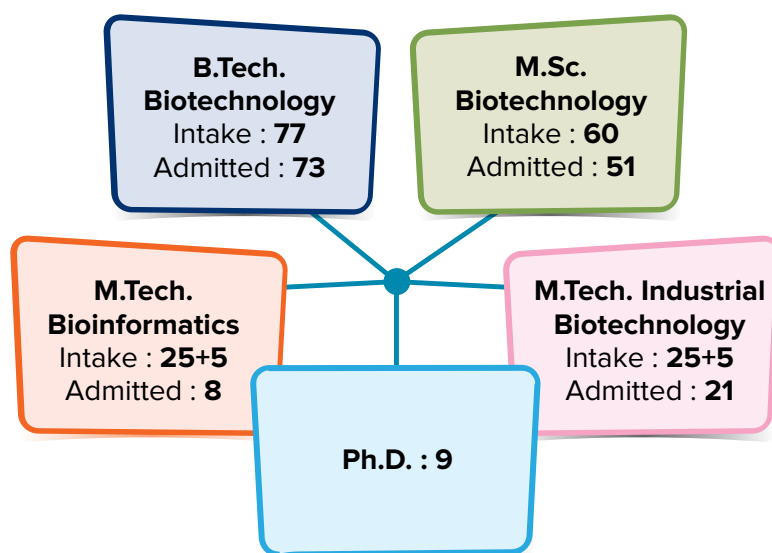 B.Tech.
Biotechnology
Intake : 77
Admitted : 73
M.Sc.
Biotechnology
Intake : 60
Admitted : 51
M.Tech.
Bioinformatics
Intake : 25+5
Admitted : 8
M.Tech. Industrial
Biotechnology
Intake : 25+5
Admitted : 21
Ph.D. : 9